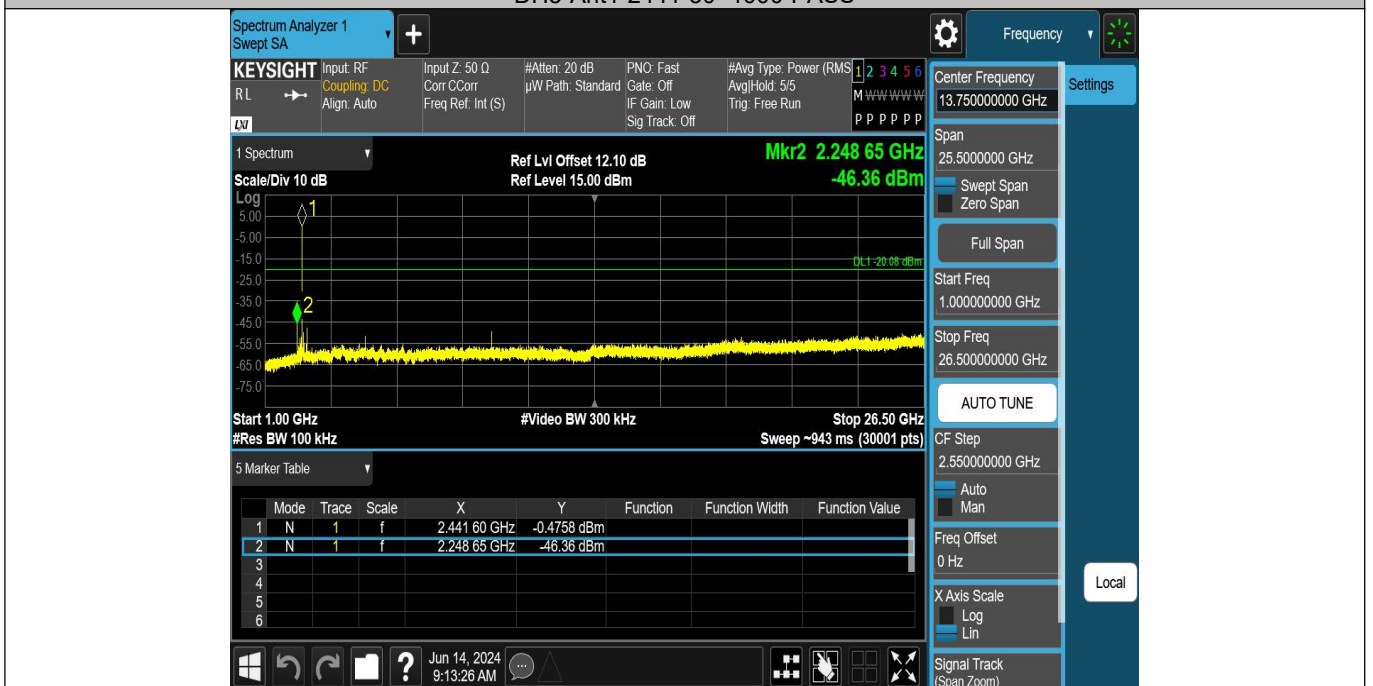 Spectrum Analyzer 1
Swept SA
+
Frequency
KEYSIGHT
RL
LXI
Input: RF
Coupling: DC
Align: Auto
Input Z: 50 Ω
Corr CCorr
Freq Ref: Int (S)
#Atten: 20 dB
µW Path: Standard
PNO: Fast
Gate: Off
IF Gain: Low
Sig Track: Off
#Avg Type: Power (RMS
Avg|Hold: 5/5
Trig: Free Run
1 2 3 4 5 6
M W W W W W
P P P P P P
1 Spectrum
Scale/Div 10 dB
Ref Lvl Offset 12.10 dB
Ref Level 15.00 dBm
Mkr2 2.248 65 GHz
-46.36 dBm
Log
5.00
-5.00
-15.0
-25.0
-35.0
-45.0
-55.0
-65.0
-75.0
1
2
DL1 -20.08 dBm
Start 1.00 GHz
#Video BW 300 kHz
Stop 26.50 GHz
#Res BW 100 kHz
Sweep ~943 ms (30001 pts)
5 Marker Table
Mode Trace Scale X Y Function Function Width Function Value
1 N 1 f 2.441 60 GHz -0.4758 dBm
2 N 1 f 2.248 65 GHz -46.36 dBm
3
4
5
6
Jun 14, 2024
9:13:26 AM
?
Center Frequency
13.750000000 GHz
Settings
Span
25.5000000 GHz
Swept Span
Zero Span
Full Span
Start Freq
1.000000000 GHz
Stop Freq
26.500000000 GHz
AUTO TUNE
CF Step
2.550000000 GHz
Auto
Man
Freq Offset
0 Hz
X Axis Scale
Log
Lin
Local
Signal Track
(Span Zoom)